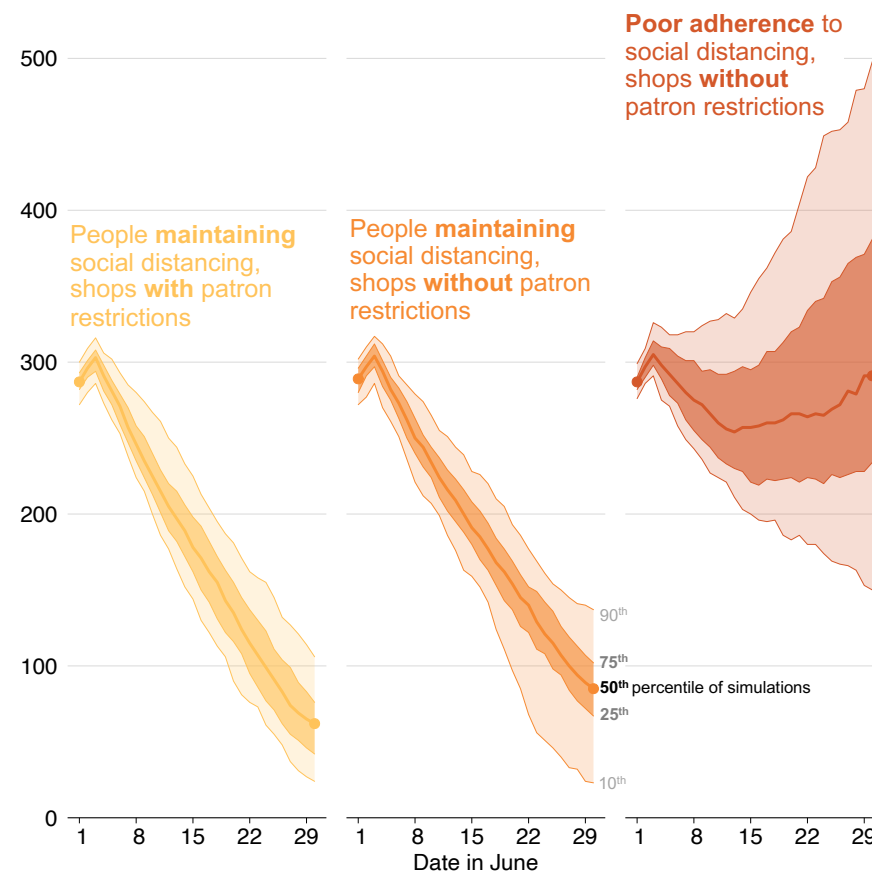 Poor adherence to
social distancing,
shops without
patron restrictions
500
400
300
200
100
0
People maintaining
social distancing,
shops with patron
restrictions
People maintaining
social distancing,
shops without patron
restrictions
90th
75th
50th percentile of simulations
25th
10th
1 8 15 22 29
1 8 15 22 29
1 8 15 22 29
Date in June